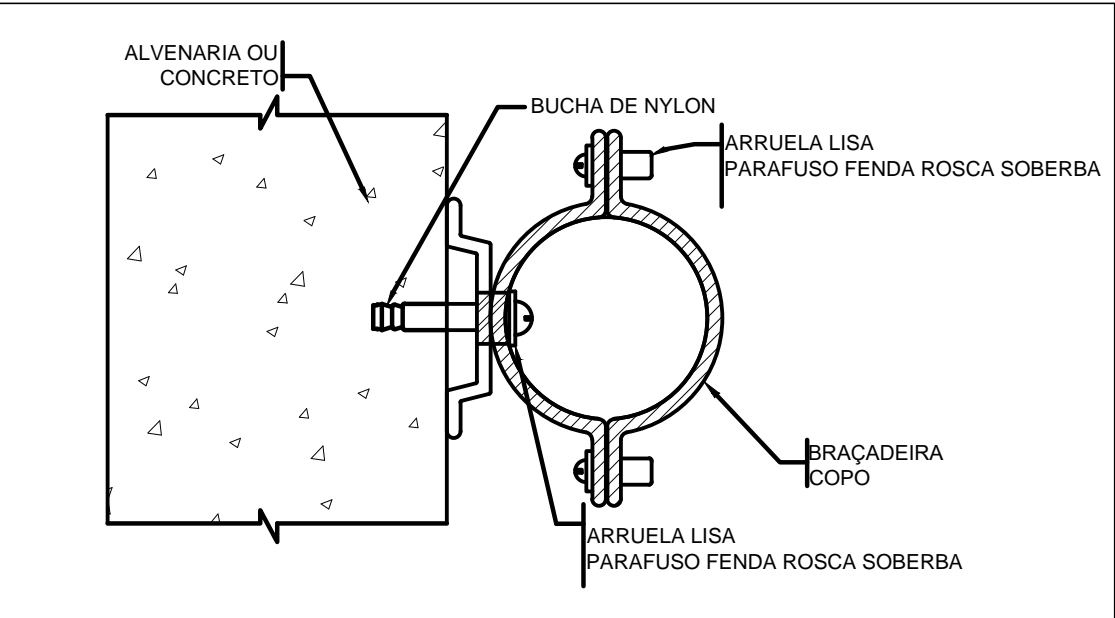 ALVENARIA OU
CONCRETO
BUCHA DE NYLON
ARRUELA LISA
PARAFUSO FENDA ROSCA SOBERBA
BRAÇADEIRA
COPO
ARRUELA LISA
PARAFUSO FENDA ROSCA SOBERBA